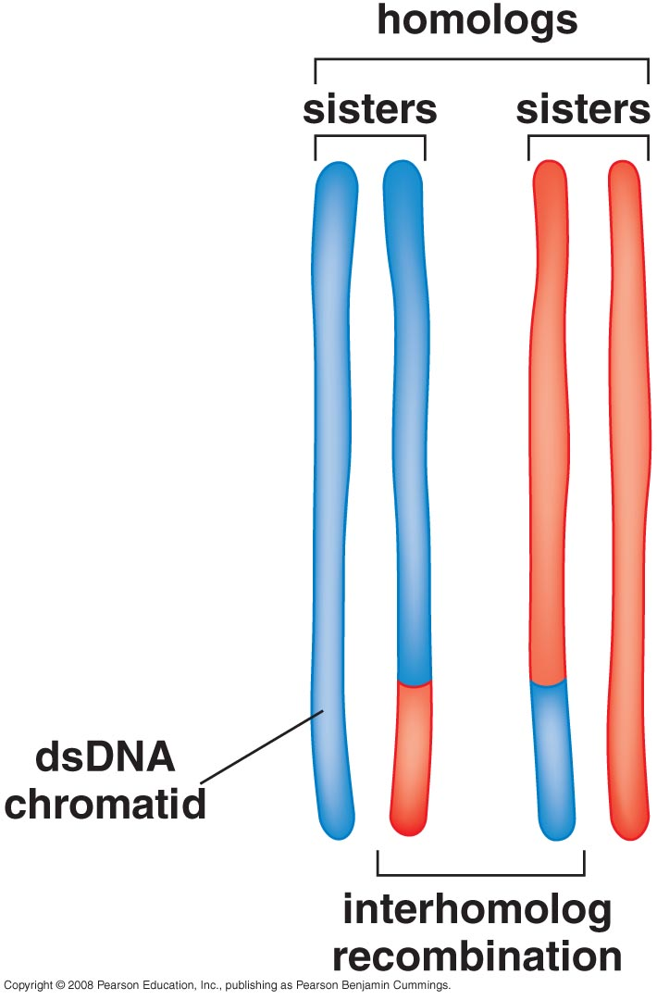 homologs
sisters
sisters
dsDNA
chromatid
interhomolog
recombination
Copyright © 2008 Pearson Education, Inc., publishing as Pearson Benjamin Cummings.